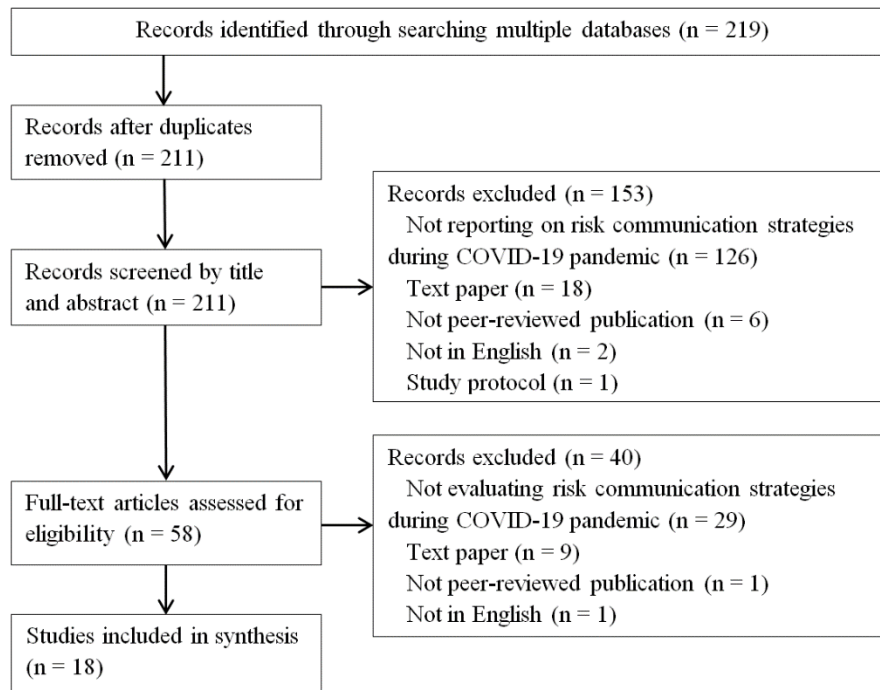 Records identified through searching multiple databases (n = 219)
Records after duplicates
removed (n = 211)
Records screened by title
and abstract (n = 211)
Records excluded (n = 153)
Not reporting on risk communication strategies
during COVID-19 pandemic (n = 126)
Text paper (n = 18)
Not peer-reviewed publication (n = 6)
Not in English (n = 2)
Study protocol (n = 1)
Full-text articles assessed for
eligibility (n = 58)
Records excluded (n = 40)
Not evaluating risk communication strategies
during COVID-19 pandemic (n = 29)
Text paper (n = 9)
Not peer-reviewed publication (n = 1)
Not in English (n = 1)
Studies included in synthesis
(n = 18)